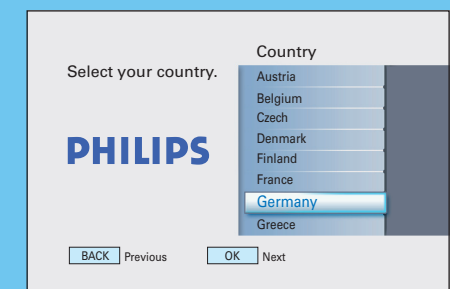 Country
Select your country.
Austria
Belgium
Czech
Denmark
Finland
France
Germany
Greece
PHILIPS
BACK Previous OK Next